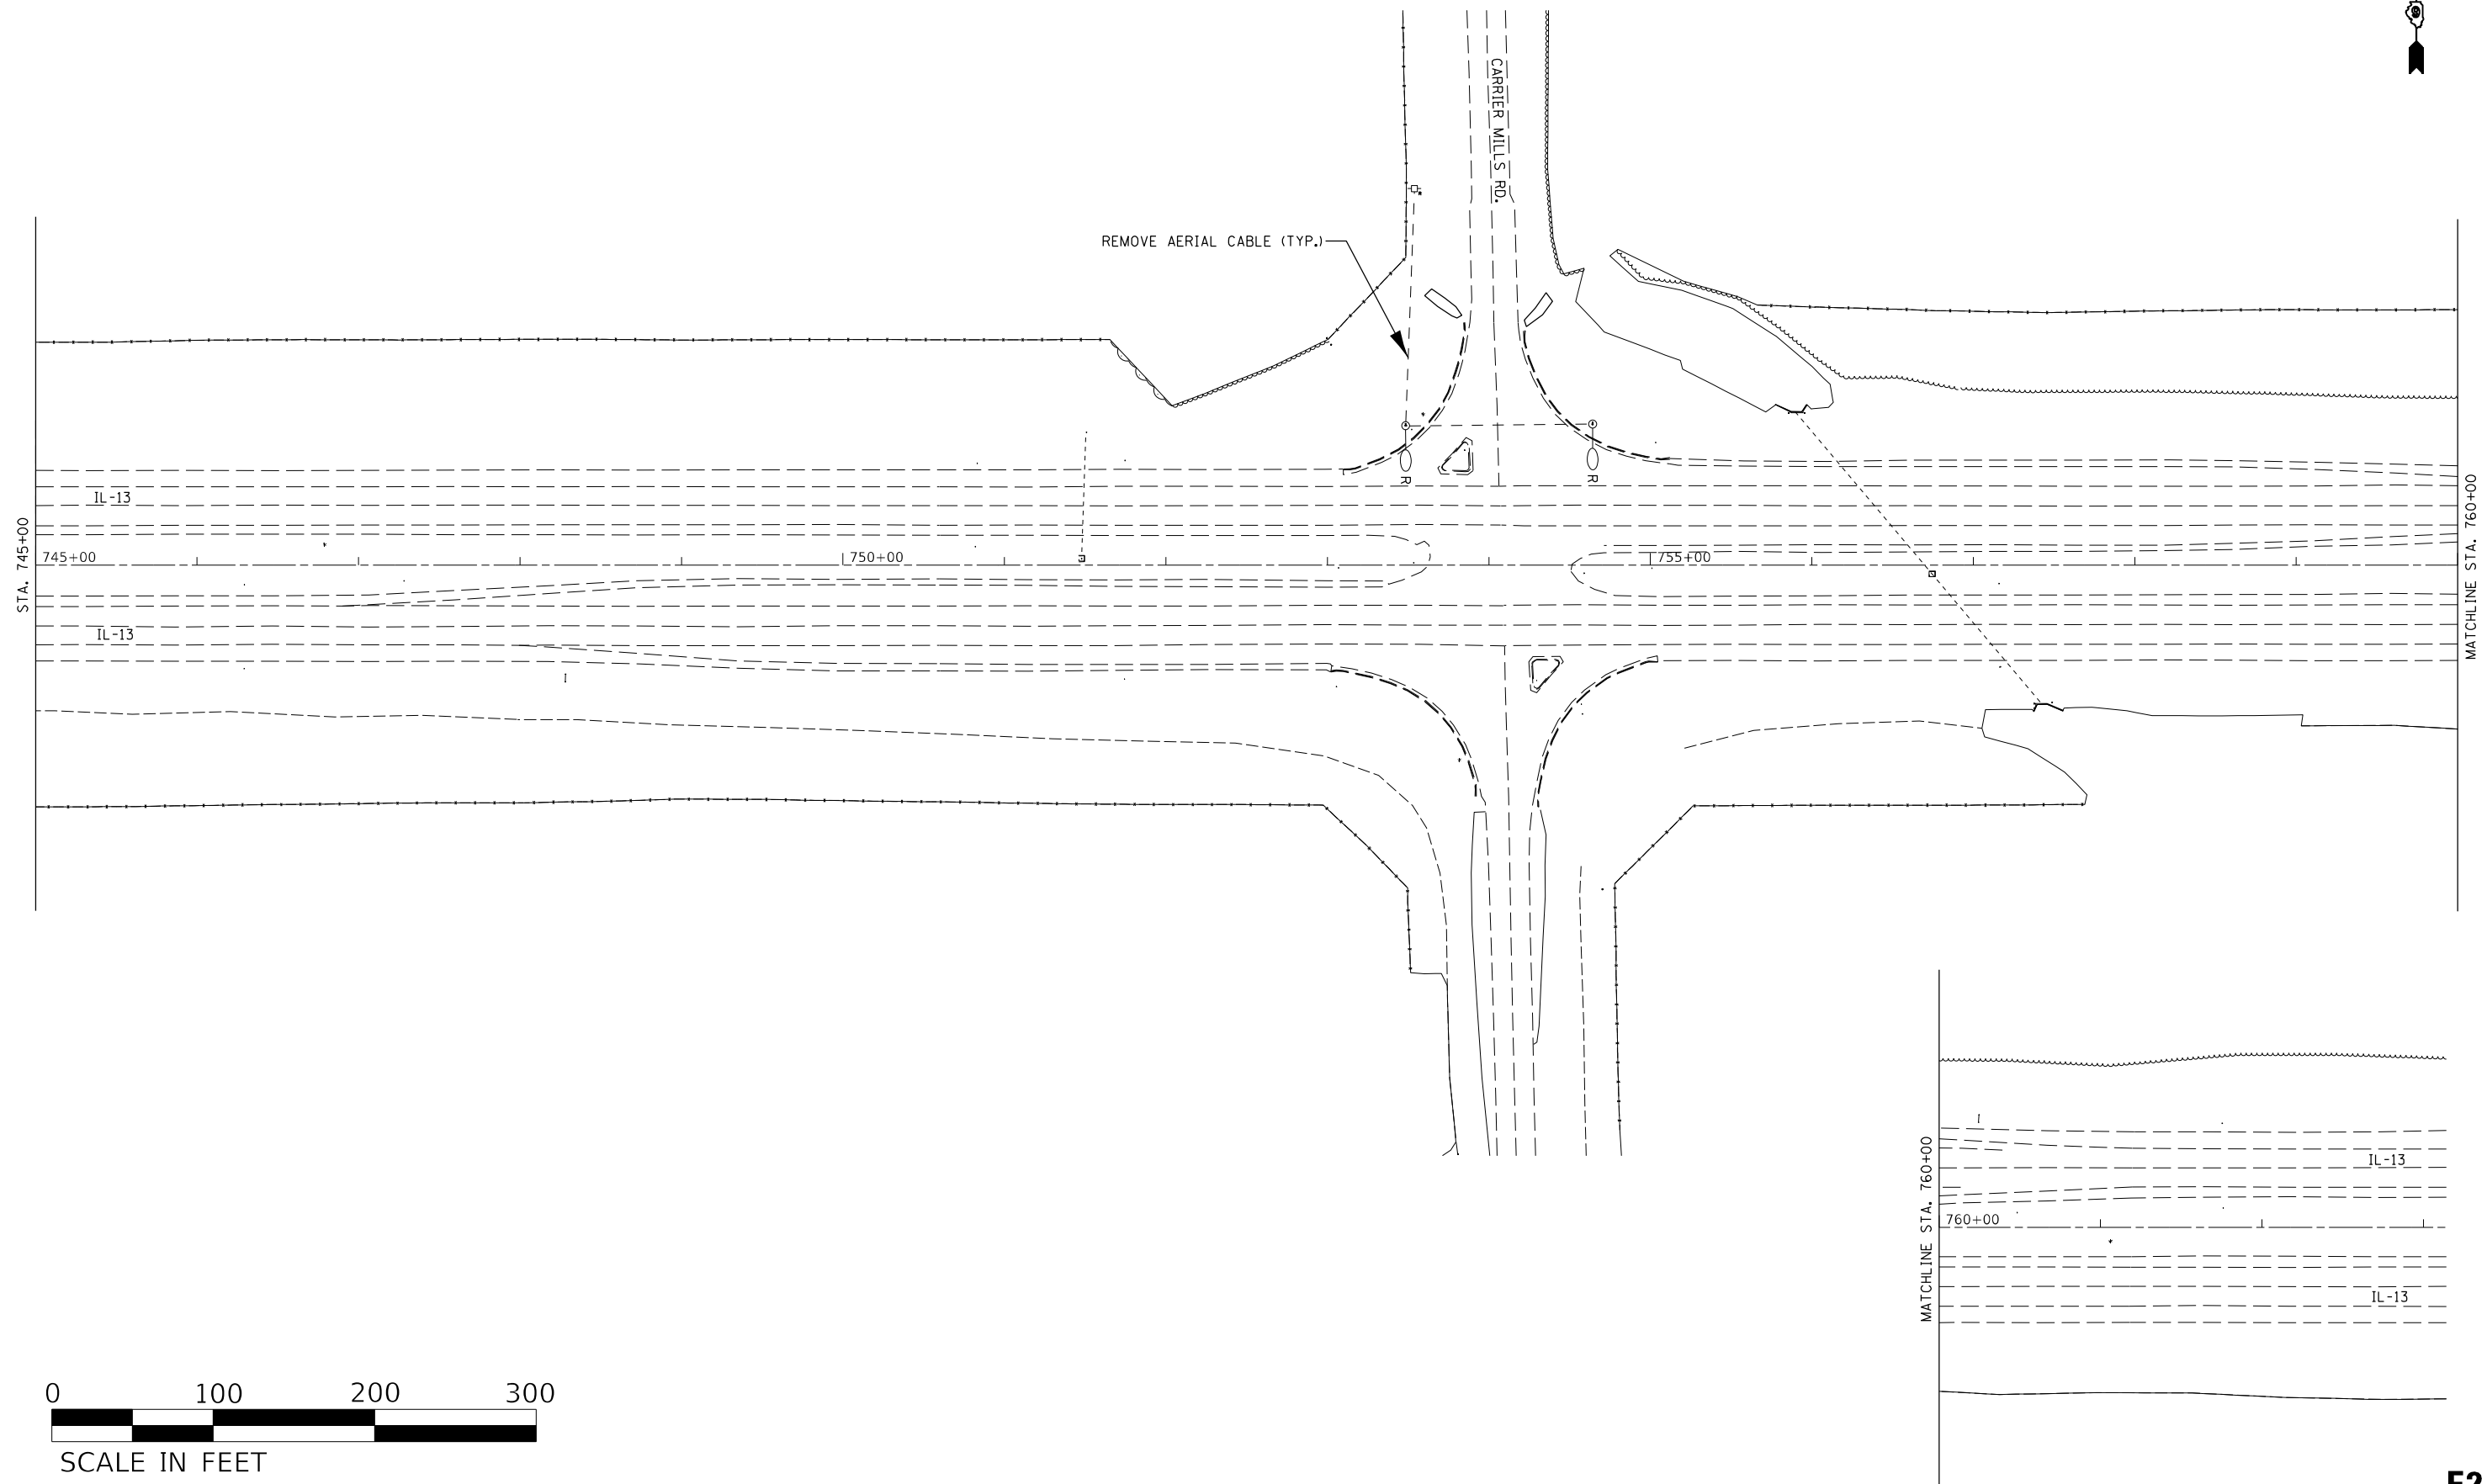 CARRIER MILLS RD.
REMOVE AERIAL CABLE (TYP.)
R
R
IL-13
745+00
750+00
755+00
IL-13
STA. 745+00
MATCHLINE STA. 760+00
MATCHLINE STA. 760+00
IL-13
760+00
IL-13
0 100 200 300
SCALE IN FEET